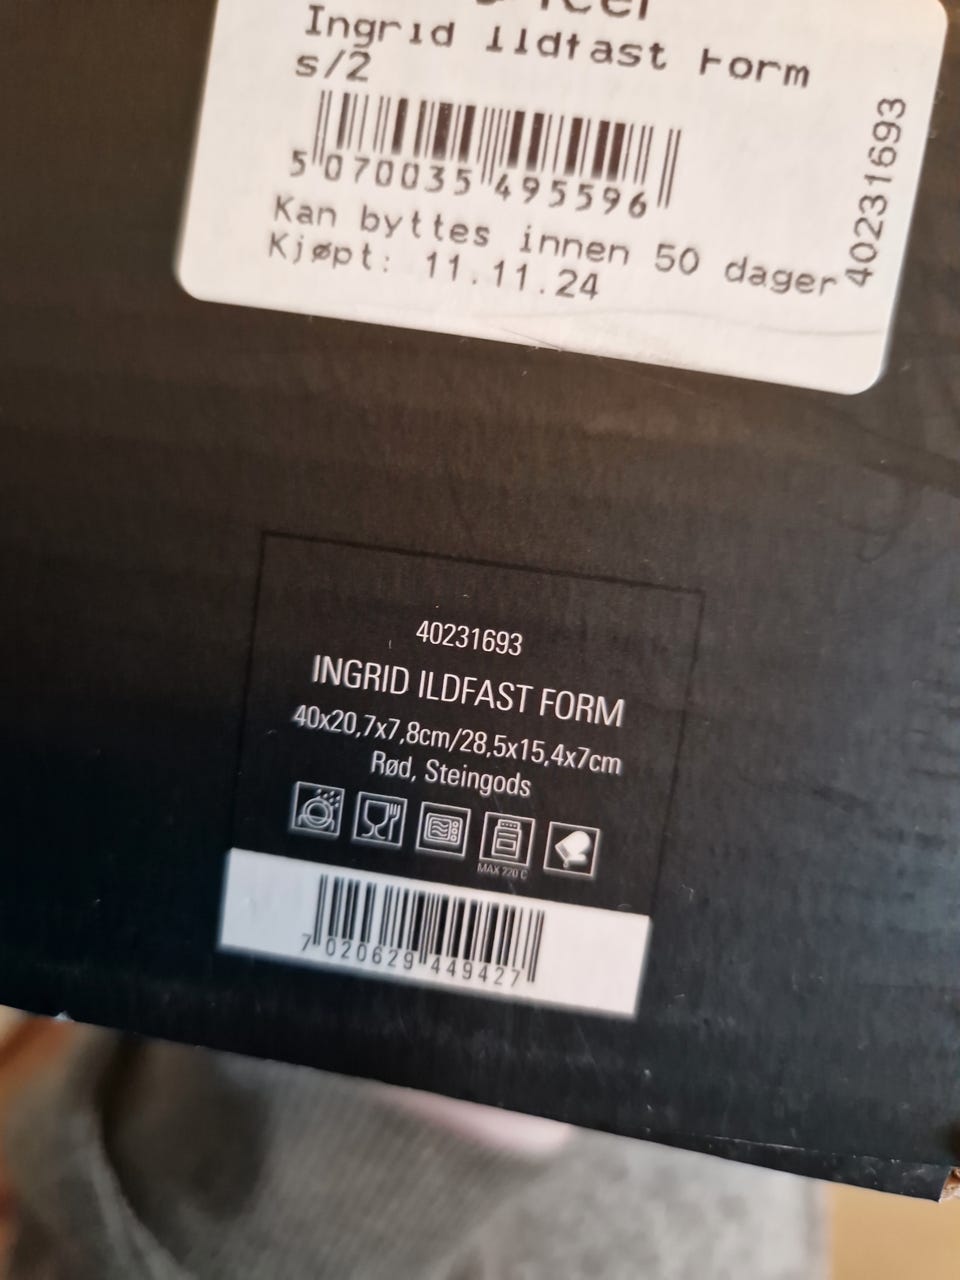 Ingrid ildfast Form
s/2
5 070035 495596
Kan byttes innen 50 dager
Kjøpt: 11.11.24
40231693
40231693
INGRID ILDFAST FORM
40x20,7x7,8cm/28,5x15,4x7cm
Rød, Steingods
MAX 220°C
7 020629 449427